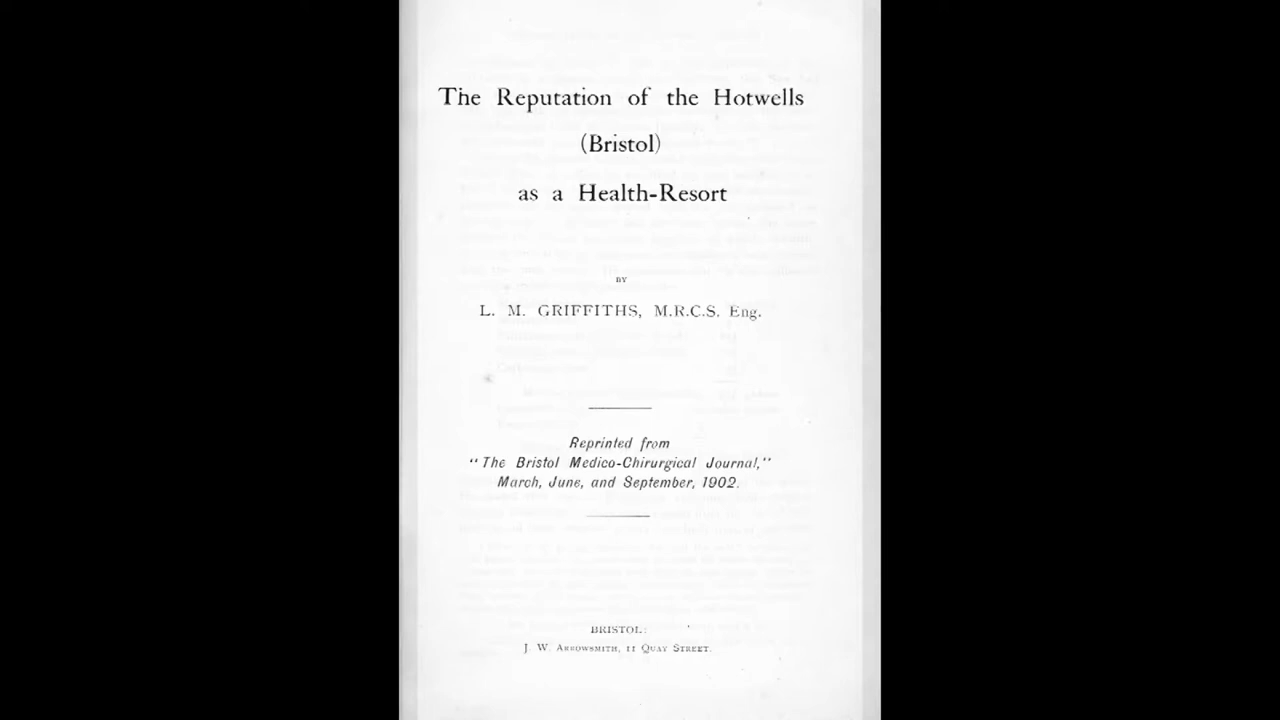 The Reputation of the Hotwells
(Bristol)
as a Health-Resort
BY
L. M. GRIFFITHS, M.R.C.S. Eng.
Reprinted from
"The Bristol Medico-Chirurgical Journal,"
March, June, and September, 1902.
BRISTOL:
J. W. ARROWSMITH, 11 QUAY STREET.